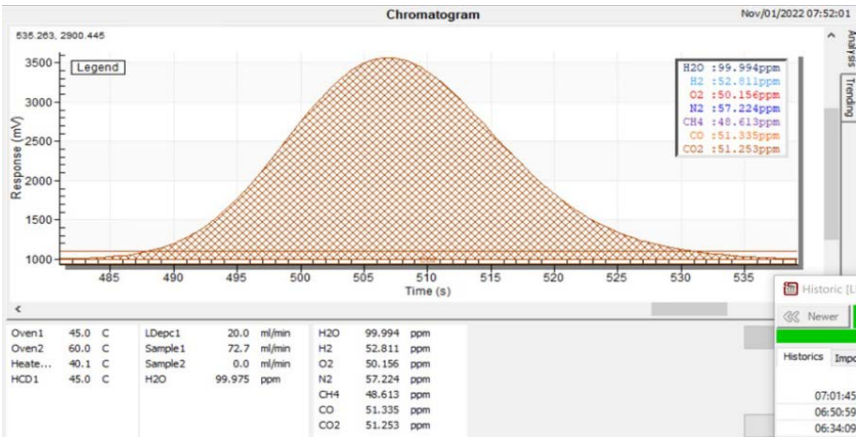 Chromatogram
Nov/01/2022 07:52:01
535.263, 2900.445
Analysis
Trending
Legend
H2O :99.994ppm
H2 :52.811ppm
O2 :50.156ppm
N2 :57.224ppm
CH4 :48.613ppm
CO :51.335ppm
CO2 :51.253ppm
Response (mV)
3500
3000
2500
2000
1500
1000
CO2
485 490 495 500 505 510 515 520 525 530 535
Time (s)
Oven1 45.0 C LDepc1 20.0 ml/min H2O 99.994 ppm
Oven2 60.0 C Sample1 72.7 ml/min H2 52.811 ppm
Heate... 40.1 C Sample2 0.0 ml/min O2 50.156 ppm
HCD1 45.0 C H2O 99.975 ppm N2 57.224 ppm
CH4 48.613 ppm
CO 51.335 ppm
CO2 51.253 ppm
Historic [L
Newer
Historics Impo
07:01:45
06:50:59
06:34:09